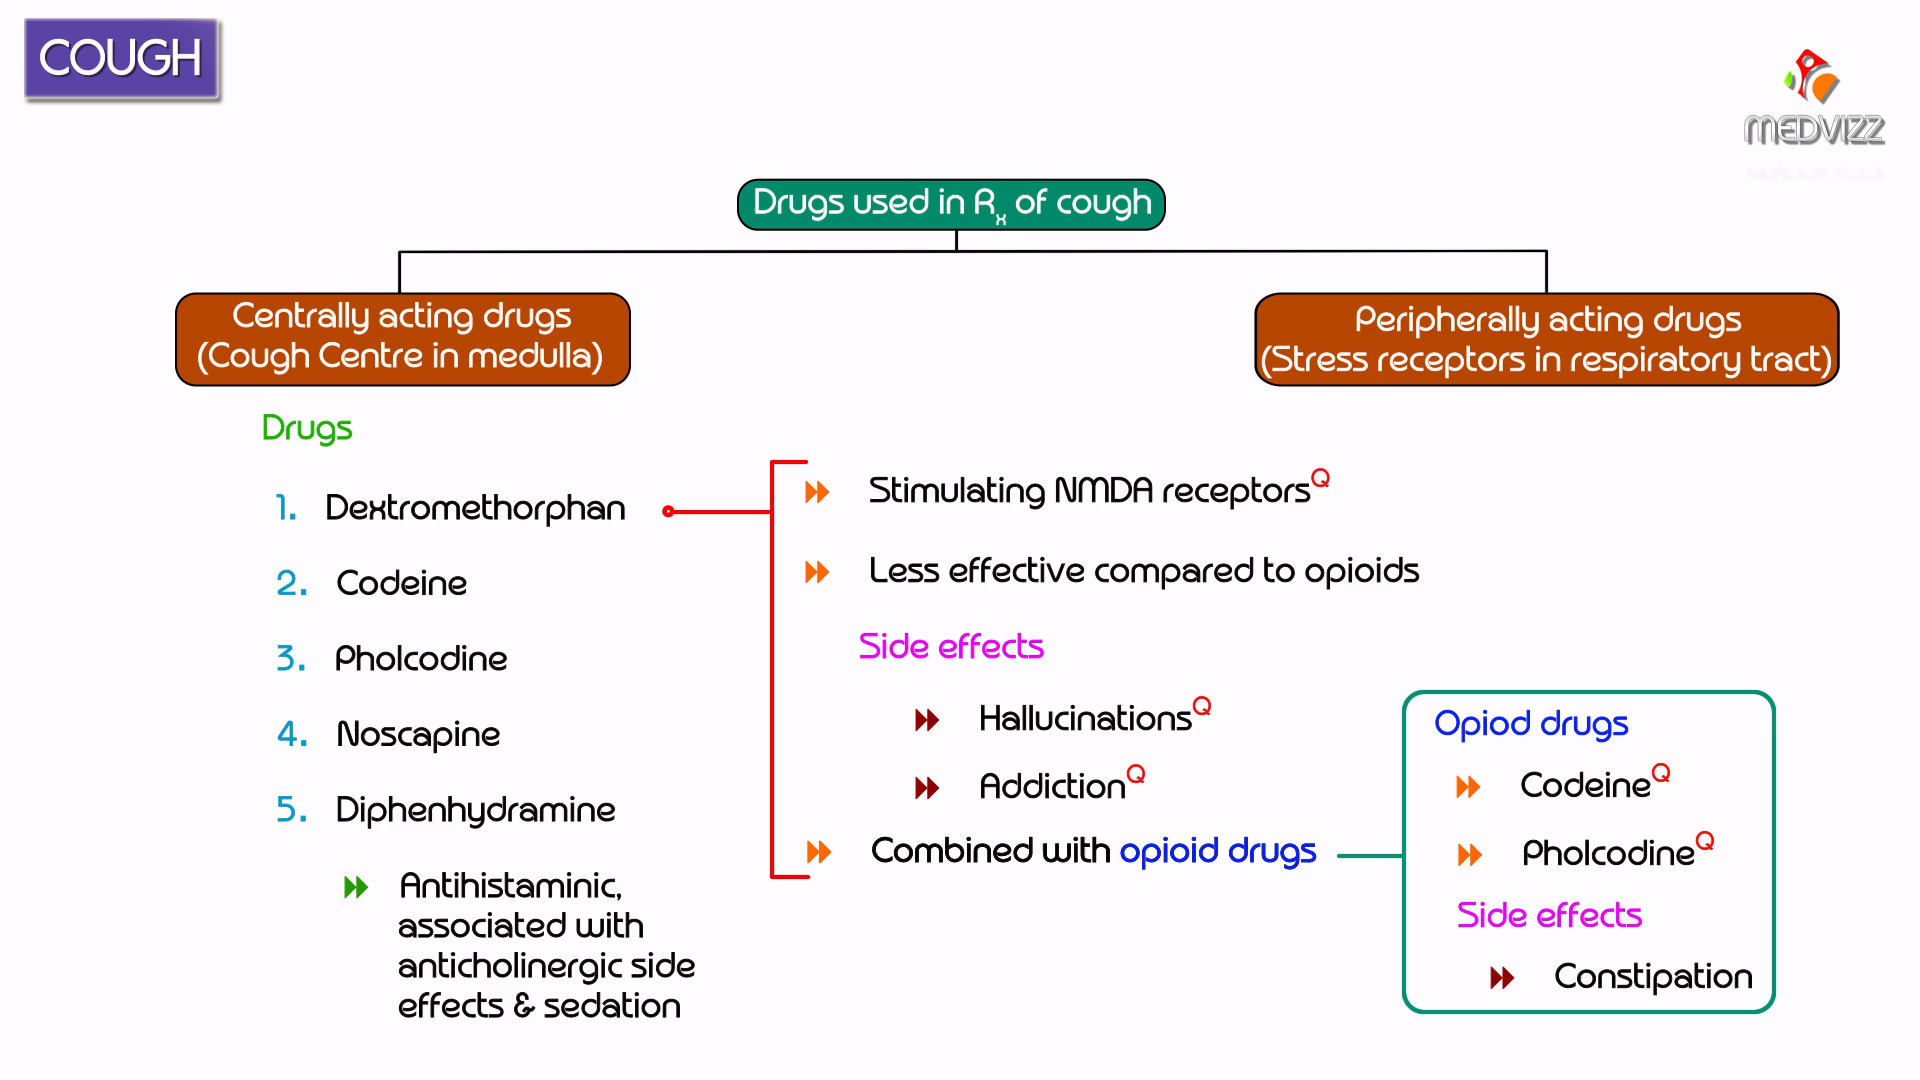 COUGH
MEDVIZZ
Drugs used in Rx of cough
Centrally acting drugs
(Cough Centre in medulla)
Peripherally acting drugs
(Stress receptors in respiratory tract)
Drugs
1. Dextromethorphan
2. Codeine
3. Pholcodine
4. Noscapine
5. Diphenhydramine
Antihistaminic,
associated with
anticholinergic side
effects & sedation
Stimulating NMDA receptorsQ
Less effective compared to opioids
Side effects
HallucinationsQ
AddictionQ
Combined with opioid drugs
Opiod drugs
CodeineQ
PholcodineQ
Side effects
Constipation